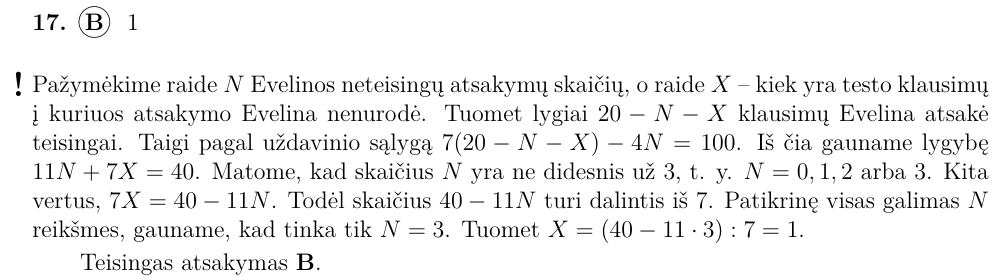 17. B 1
! Pažymėkime raide N Evelinos neteisingų atsakymų skaičių, o raide X – kiek yra testo klausimų
į kuriuos atsakymo Evelina nenurodė. Tuomet lygiai 20 − N − X klausimų Evelina atsakė
teisingai. Taigi pagal uždavinio sąlygą 7(20 − N − X) − 4N = 100. Iš čia gauname lygybę
11N + 7X = 40. Matome, kad skaičius N yra ne didesnis už 3, t. y. N = 0, 1, 2 arba 3. Kita
vertus, 7X = 40 − 11N. Todėl skaičius 40 − 11N turi dalintis iš 7. Patikrinę visas galimas N
reikšmes, gauname, kad tinka tik N = 3. Tuomet X = (40 − 11 · 3) : 7 = 1.
Teisingas atsakymas B.